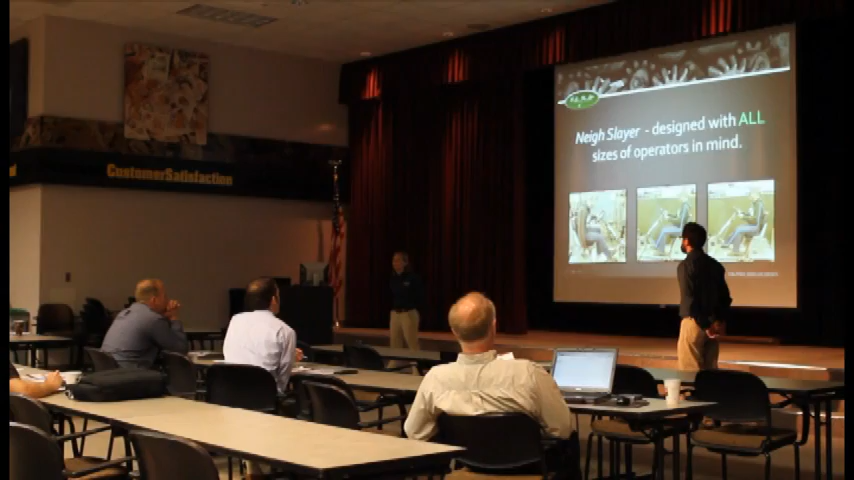 CustomerSatisfaction
Neigh Slayer - designed with ALL
sizes of operators in mind.